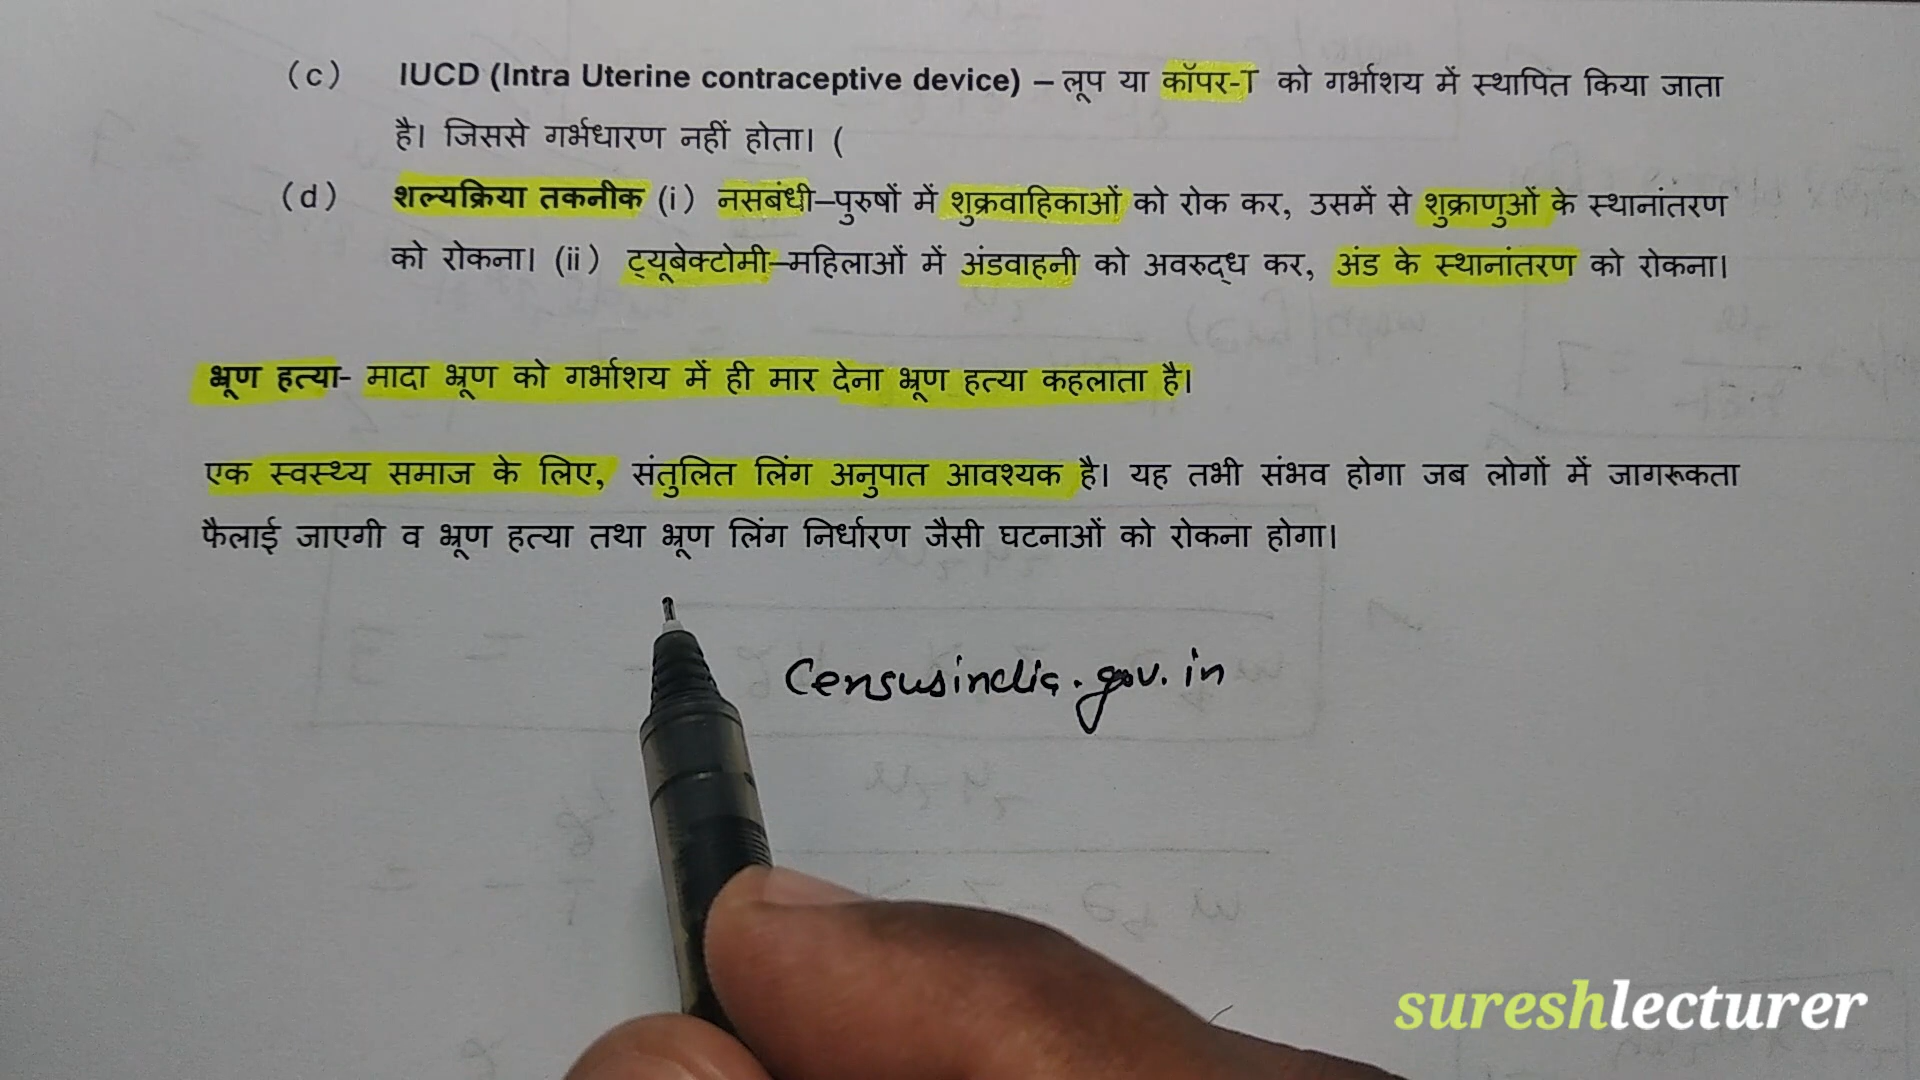 (c) IUCD (Intra Uterine contraceptive device) – लूप या कॉपर-T को गर्भाशय में स्थापित किया जाता
है। जिससे गर्भधारण नहीं होता। (
(d) शल्यक्रिया तकनीक (i) नसबंधी–पुरुषों में शुक्रवाहिकाओं को रोक कर, उसमें से शुक्राणुओं के स्थानांतरण
को रोकना। (ii) ट्यूबेक्टोमी–महिलाओं में अंडवाहनी को अवरुद्ध कर, अंड के स्थानांतरण को रोकना।
भ्रूण हत्या- मादा भ्रूण को गर्भाशय में ही मार देना भ्रूण हत्या कहलाता है।
एक स्वस्थ्य समाज के लिए, संतुलित लिंग अनुपात आवश्यक है। यह तभी संभव होगा जब लोगों में जागरूकता
फैलाई जाएगी व भ्रूण हत्या तथा भ्रूण लिंग निर्धारण जैसी घटनाओं को रोकना होगा।
Censusindia.gov.in
sureshlecturer